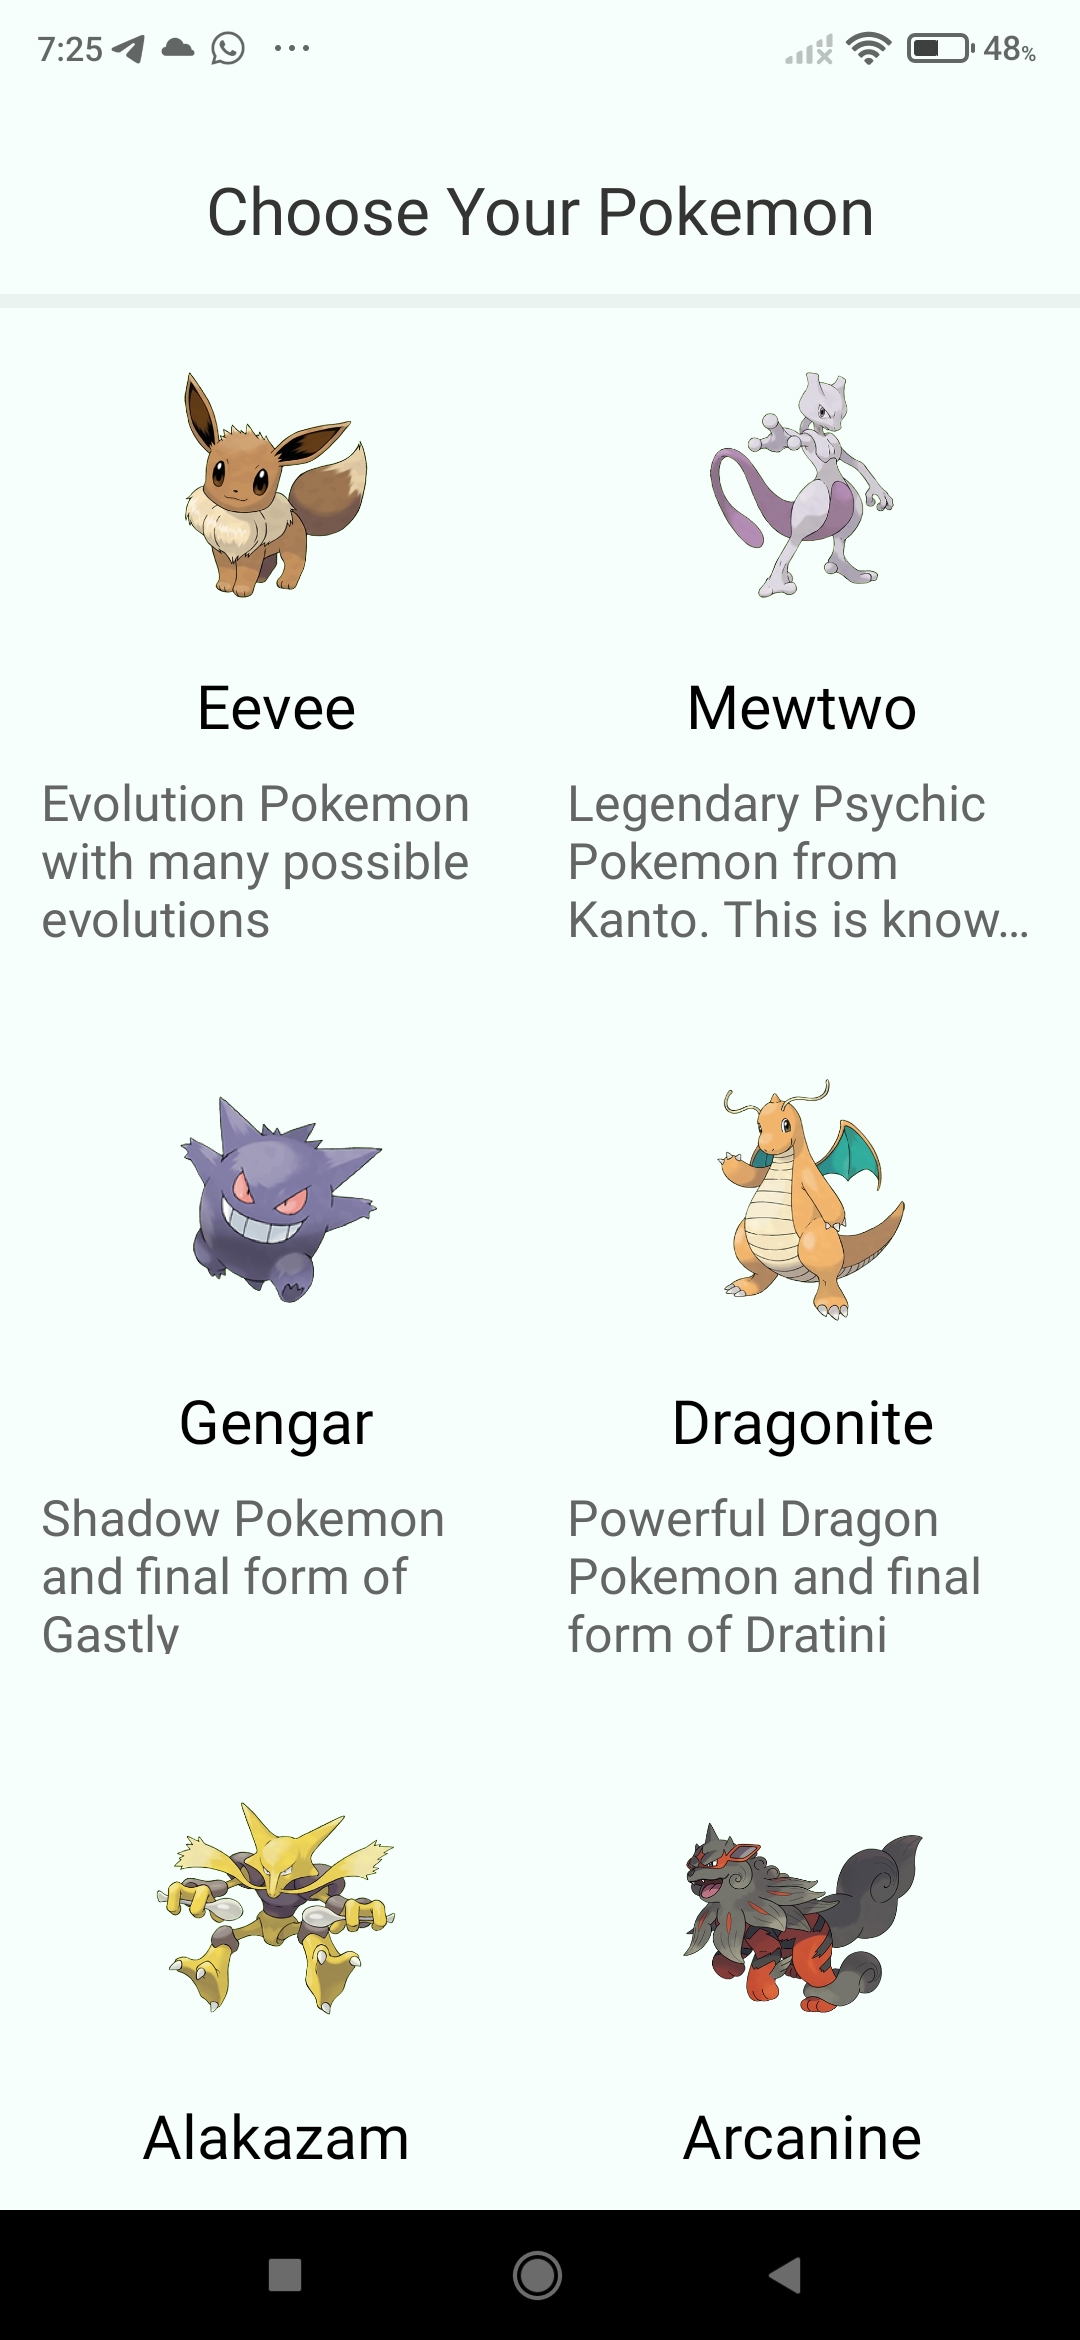 7:25 48%
Choose Your Pokemon
Eevee
Evolution Pokemon
with many possible
evolutions
Mewtwo
Legendary Psychic
Pokemon from
Kanto. This is know...
Gengar
Shadow Pokemon
and final form of
Gastly
Dragonite
Powerful Dragon
Pokemon and final
form of Dratini
Alakazam
Arcanine